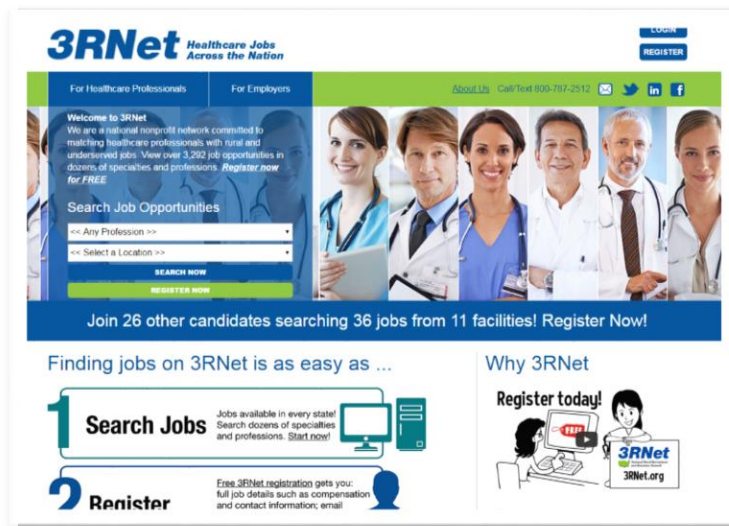 3RNet Healthcare Jobs
Across the Nation
LOGIN
REGISTER
For Healthcare Professionals
For Employers
About Us Call/Text 800-787-2512
Welcome to 3RNet
We are a national nonprofit network committed to
matching healthcare professionals with rural and
underserved jobs. View over 3,292 job opportunities in
dozens of specialties and professions. Register now
for FREE
Search Job Opportunities
<< Any Profession >>
<< Select a Location >>
SEARCH NOW
REGISTER NOW
Join 26 other candidates searching 36 jobs from 11 facilities! Register Now!
Finding jobs on 3RNet is as easy as ...
1 Search Jobs
Jobs available in every state!
Search dozens of specialties
and professions. Start now!
2 Register
Free 3RNet registration gets you:
full job details such as compensation
and contact information; email
Why 3RNet
Register today!
FREE
3RNet
3RNet.org